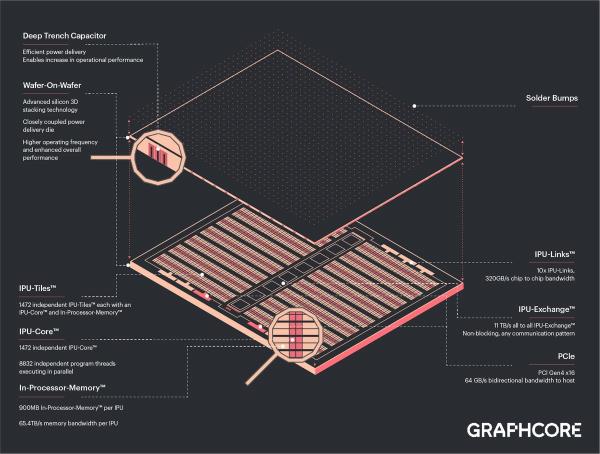 Deep Trench Capacitor
Efficient power delivery
Enables increase in operational performance
Wafer-On-Wafer
Advanced silicon 3D
stacking technology
Closely coupled power
delivery die
Higher operating frequency
and enhanced overall
performance
Solder Bumps
IPU-Tiles™
1472 independent IPU-Tiles™ each with an
IPU-Core™ and In-Processor-Memory™
IPU-Core™
1472 independent IPU-Core™
8832 independent program threads
executing in parallel
In-Processor-Memory™
900MB In-Processor-Memory™ per IPU
65.4TB/s memory bandwidth per IPU
IPU-Links™
10x IPU-Links,
320GB/s chip to chip bandwidth
IPU-Exchange™
11 TB/s all to all IPU-Exchange™
Non-blocking, any communication pattern
PCIe
PCI Gen4 x16
64 GB/s bidirectional bandwidth to host
GRAPHCORE